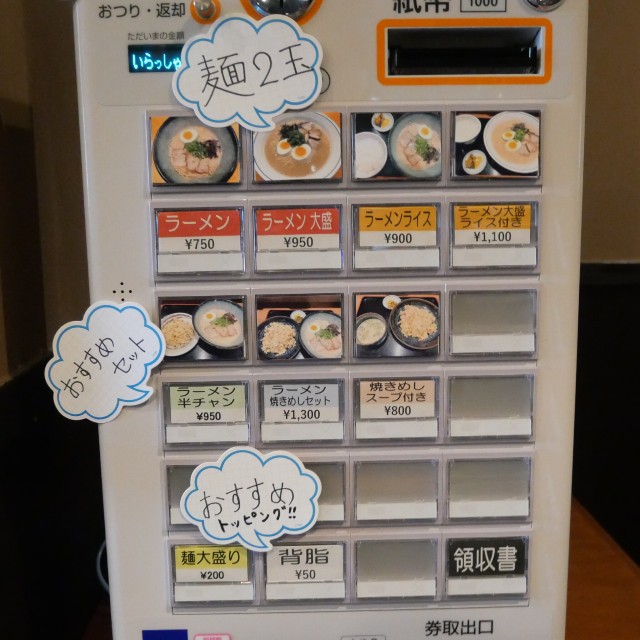 おつり・返却
紙幣
1000
ただいまの金額
いらっしゃ
麺2玉
ラーメン
¥750
ラーメン 大盛
¥950
ラーメンライス
¥900
ラーメン大盛
ライス付き
¥1,100
おすすめ
セット
ラーメン
半チャン
¥950
ラーメン
焼きめしセット
¥1,300
焼きめし
スープ付き
¥800
おすすめ
トッピング!!
麺大盛り
¥200
背脂
¥50
領収書
券取出口